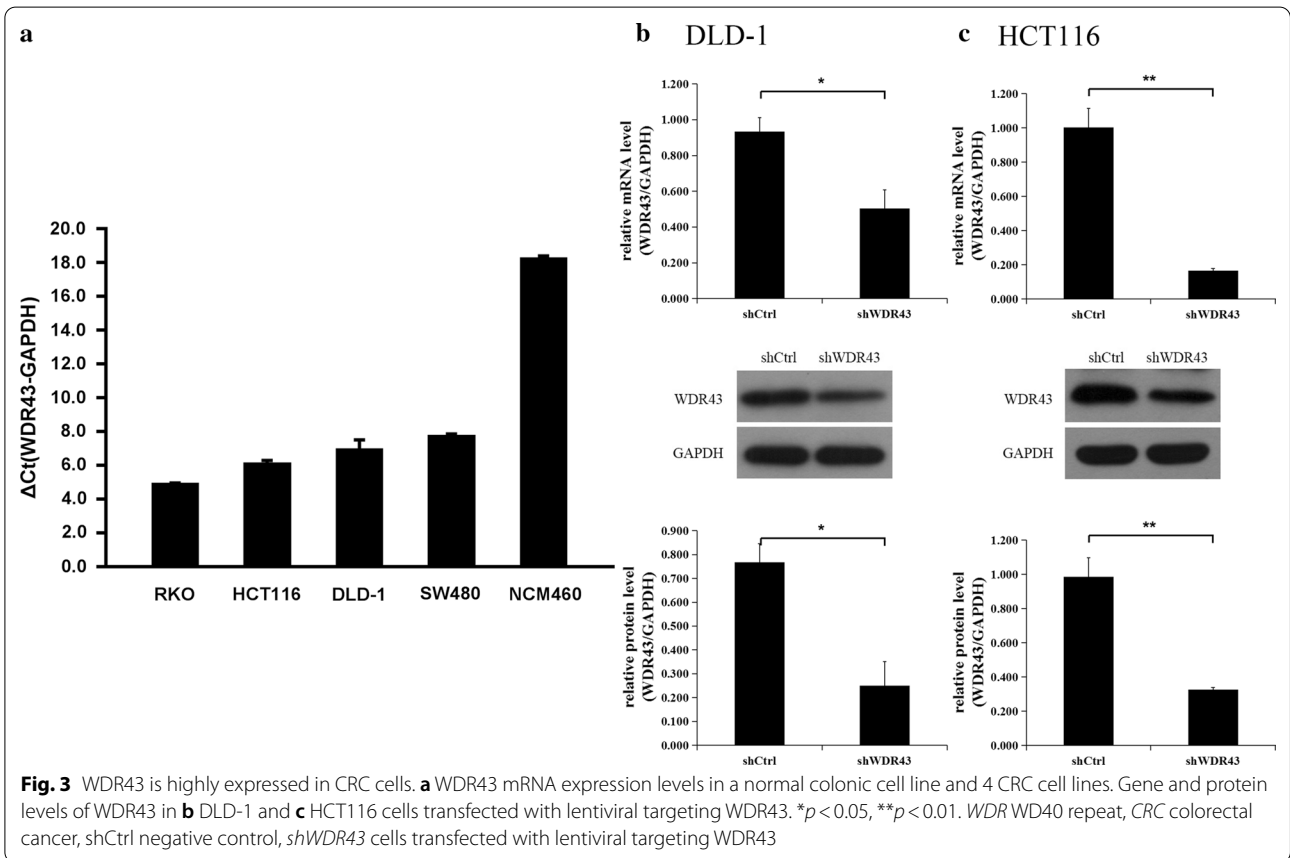 a
ΔCt(WDR43-GAPDH)
20.0
18.0
16.0
14.0
12.0
10.0
8.0
6.0
4.0
2.0
0.0
RKO HCT116 DLD-1 SW480 NCM460
b DLD-1
relative mRNA level
(WDR43/GAPDH)
1.200
1.000
0.800
0.600
0.400
0.200
0.000
*
shCtrl shWDR43
shCtrl shWDR43
WDR43
GAPDH
relative protein level
(WDR43/GAPDH)
0.900
0.800
0.700
0.600
0.500
0.400
0.300
0.200
0.100
0.000
*
shCtrl shWDR43
c HCT116
relative mRNA level
(WDR43/GAPDH)
1.200
1.000
0.800
0.600
0.400
0.200
0.000
**
shCtrl shWDR43
shCtrl shWDR43
WDR43
GAPDH
relative protein level
(WDR43/GAPDH)
1.200
1.000
0.800
0.600
0.400
0.200
0.000
**
shCtrl shWDR43
Fig. 3 WDR43 is highly expressed in CRC cells. a WDR43 mRNA expression levels in a normal colonic cell line and 4 CRC cell lines. Gene and protein
levels of WDR43 in b DLD-1 and c HCT116 cells transfected with lentiviral targeting WDR43. *p < 0.05, **p < 0.01. WDR WD40 repeat, CRC colorectal
cancer, shCtrl negative control, shWDR43 cells transfected with lentiviral targeting WDR43